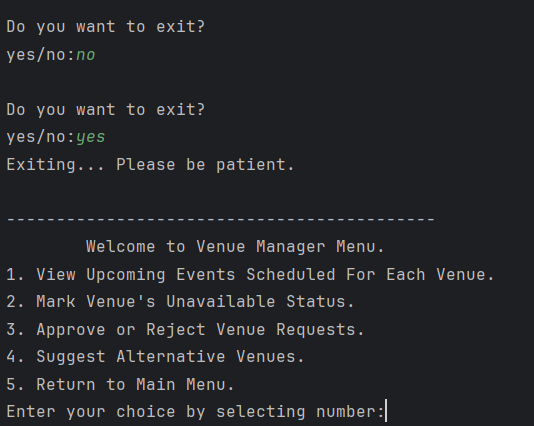 Do you want to exit?
yes/no:no
Do you want to exit?
yes/no:yes
Exiting... Please be patient.
-------------------------------------------
Welcome to Venue Manager Menu.
1. View Upcoming Events Scheduled For Each Venue.
2. Mark Venue's Unavailable Status.
3. Approve or Reject Venue Requests.
4. Suggest Alternative Venues.
5. Return to Main Menu.
Enter your choice by selecting number: